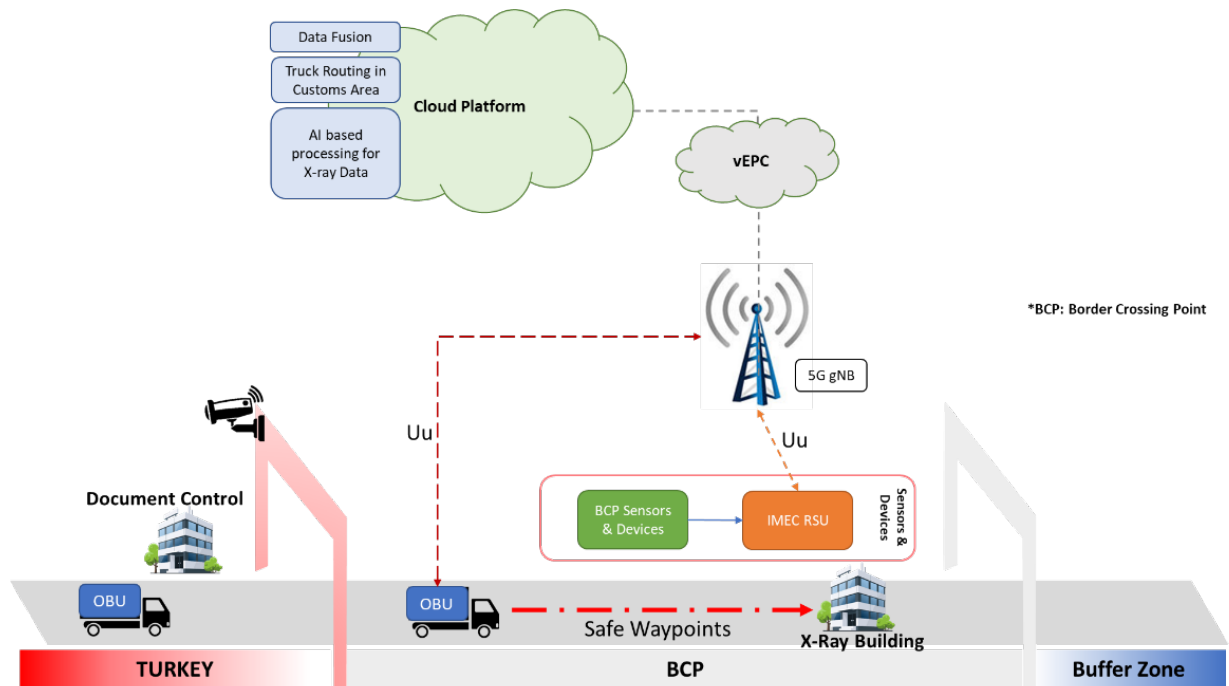 Data Fusion
Truck Routing in
Customs Area
AI based
processing for
X-ray Data
Cloud Platform
vEPC
*BCP: Border Crossing Point
5G gNB
Uu
Uu
Document Control
BCP Sensors
& Devices
IMEC RSU
Sensors &
Devices
OBU
OBU
Safe Waypoints
X-Ray Building
TURKEY
BCP
Buffer Zone